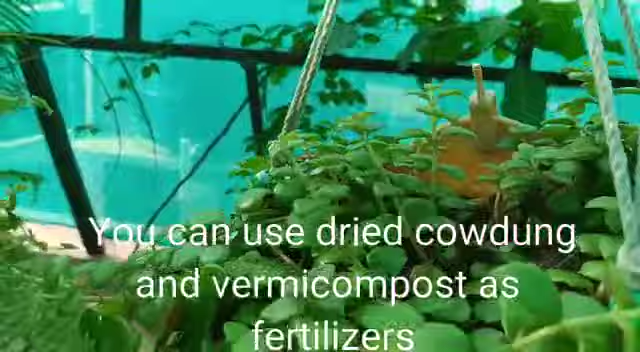 You can use dried cowdung
and vermicompost as
fertilizers